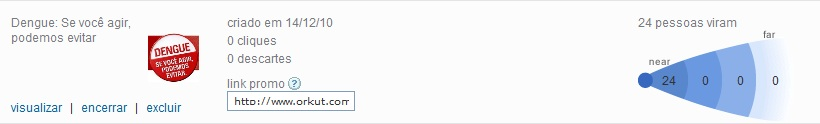 Dengue: Se você agir,
podemos evitar
DENGUE
SE VOCÊ AGIR,
PODEMOS
EVITAR.
visualizar | encerrar | excluir
criado em 14/12/10
0 cliques
0 descartes
link promo ?
http://www.orkut.com
24 pessoas viram
far
near
24 0 0 0